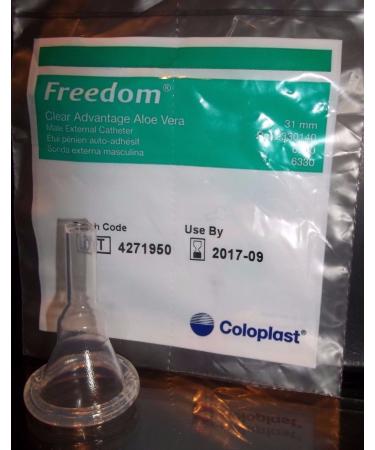 Freedom®
Clear Advantage Aloe Vera
Male External Catheter
Étui pénien auto-adhésif
Sonda externa masculina
31 mm
6330
Code
Use By
T 4271950
2017-09
Coloplast®